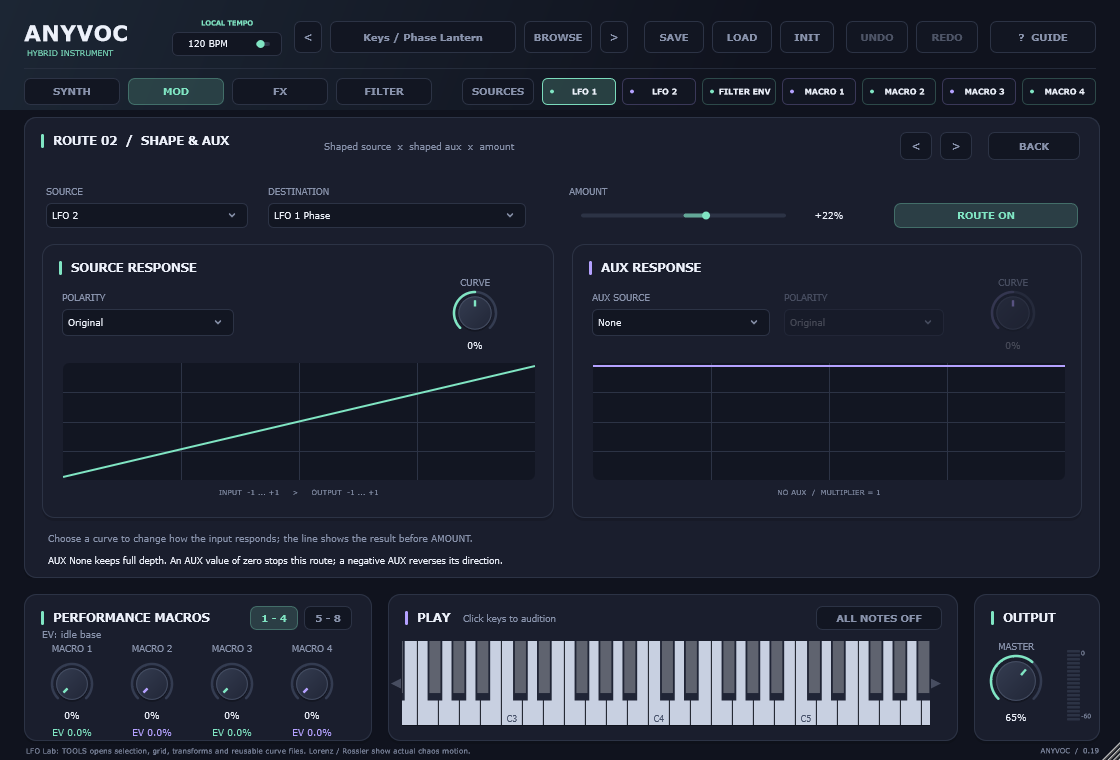 ANYVOC
HYBRID INSTRUMENT
LOCAL TEMPO
120 BPM
<
Keys / Phase Lantern
BROWSE
>
SAVE
LOAD
INIT
UNDO
REDO
? GUIDE
SYNTH
MOD
FX
FILTER
SOURCES
LFO 1
LFO 2
FILTER ENV
MACRO 1
MACRO 2
MACRO 3
MACRO 4
ROUTE 02 / SHAPE & AUX
Shaped source x shaped aux x amount
<
>
BACK
SOURCE
DESTINATION
AMOUNT
LFO 2
LFO 1 Phase
+22%
ROUTE ON
SOURCE RESPONSE
POLARITY
Original
CURVE
0%
INPUT -1 ... +1 > OUTPUT -1 ... +1
AUX RESPONSE
AUX SOURCE
None
POLARITY
Original
CURVE
0%
NO AUX / MULTIPLIER = 1
Choose a curve to change how the input responds; the line shows the result before AMOUNT.
AUX None keeps full depth. An AUX value of zero stops this route; a negative AUX reverses its direction.
PERFORMANCE MACROS
1 - 4
5 - 8
EV: idle base
MACRO 1
MACRO 2
MACRO 3
MACRO 4
0%
0%
0%
0%
EV 0.0%
EV 0.0%
EV 0.0%
EV 0.0%
PLAY
Click keys to audition
ALL NOTES OFF
C3
C4
C5
OUTPUT
MASTER
65%
0
-60
LFO Lab: TOOLS opens selection, grid, transforms and reusable curve files. Lorenz / Rossler show actual chaos motion.
ANYVOC / 0.19